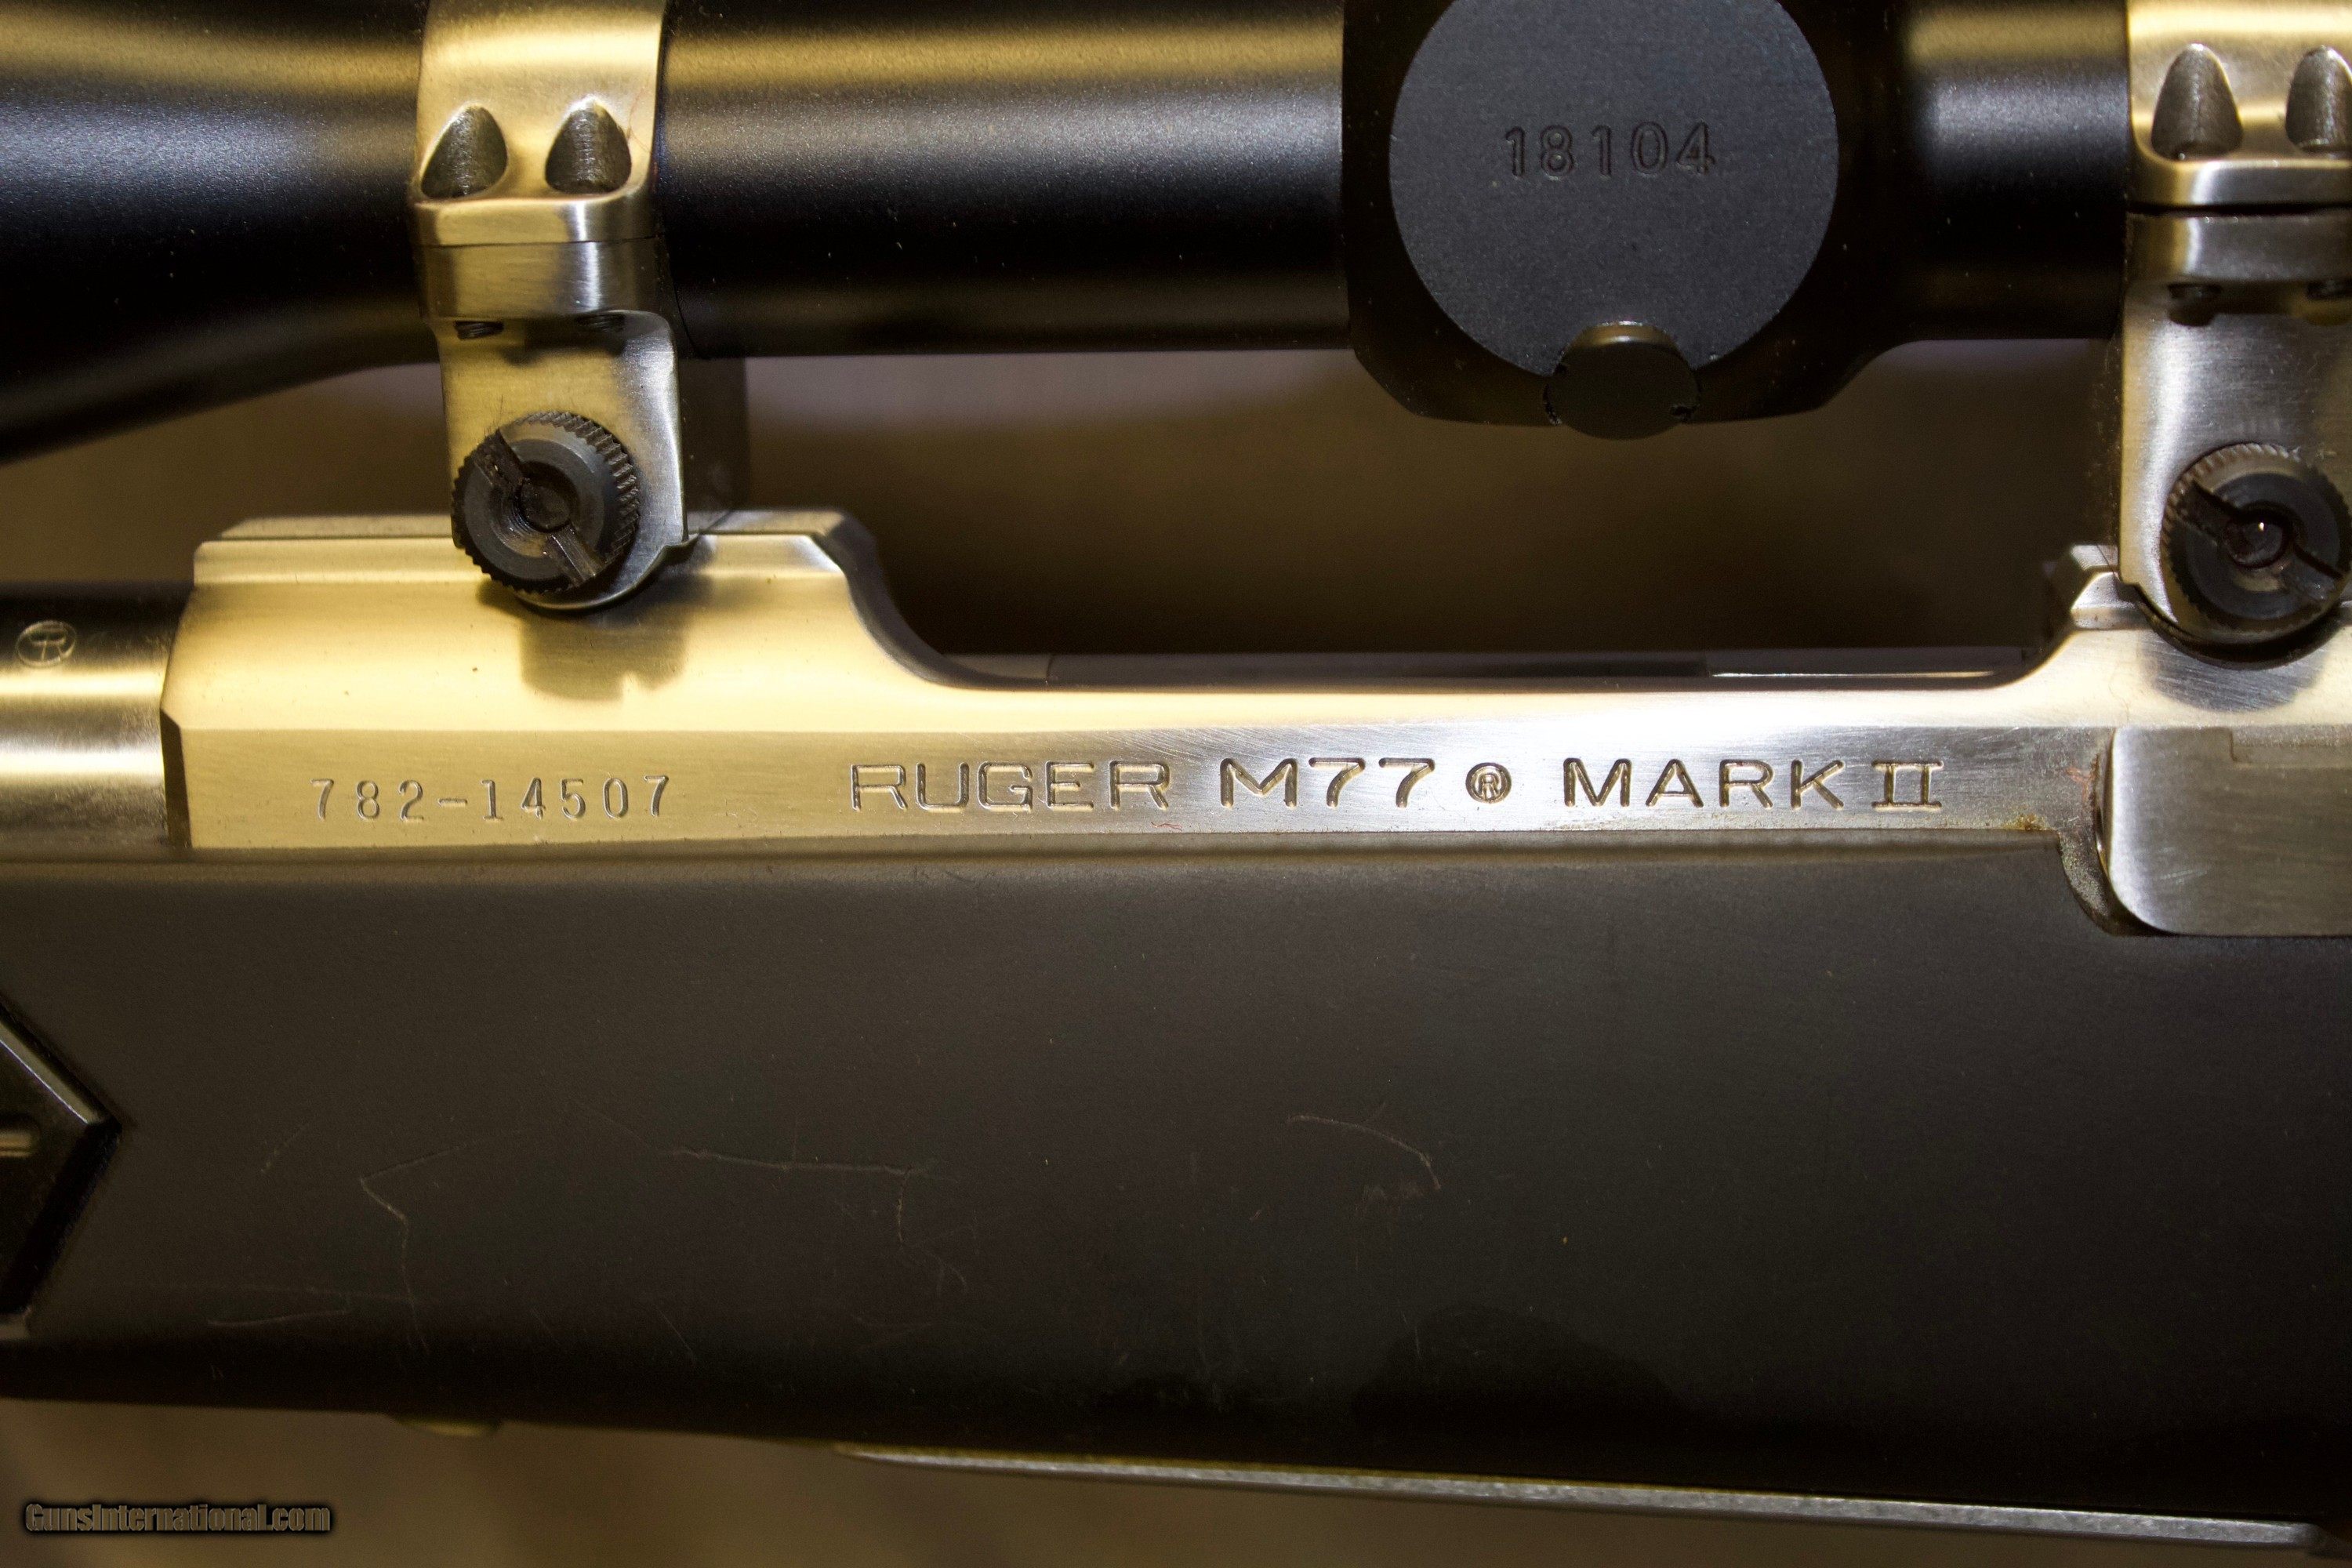 18104
782-14507 RUGER M77® MARK II
GunsInternational.com